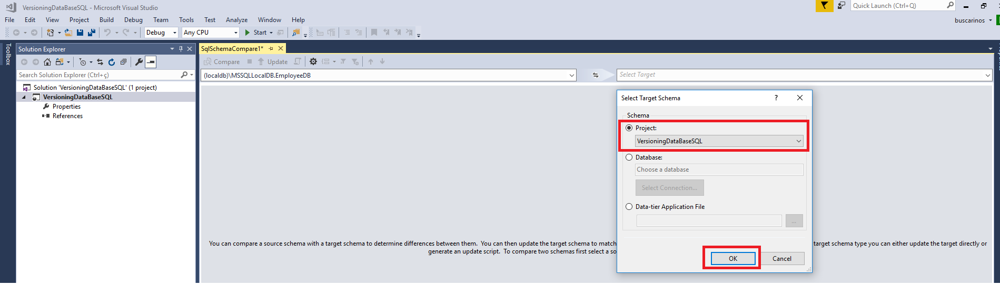 VersioningDataBaseSQL - Microsoft Visual Studio
Quick Launch (Ctrl+Q)
File Edit View Project Build Debug Team Tools Test Analyze Window Help
buscarinos
Debug Any CPU Start
Toolbox
Solution Explorer
Search Solution Explorer (Ctrl+ç)
Solution 'VersioningDataBaseSQL' (1 project)
VersioningDataBaseSQL
Properties
References
SqlSchemaCompare1*
Compare Update
(localdb)\MSSQLLocalDB.EmployeeDB
Select Target
Select Target Schema
?
Schema
Project:
VersioningDataBaseSQL
Database:
Choose a database
Select Connection...
Data-tier Application File
...
OK Cancel
You can compare a source schema with a target schema to determine differences between them. You can then update the target schema to match target schema type you can either update the target directly or
generate an update script. To compare two schemas first select a so